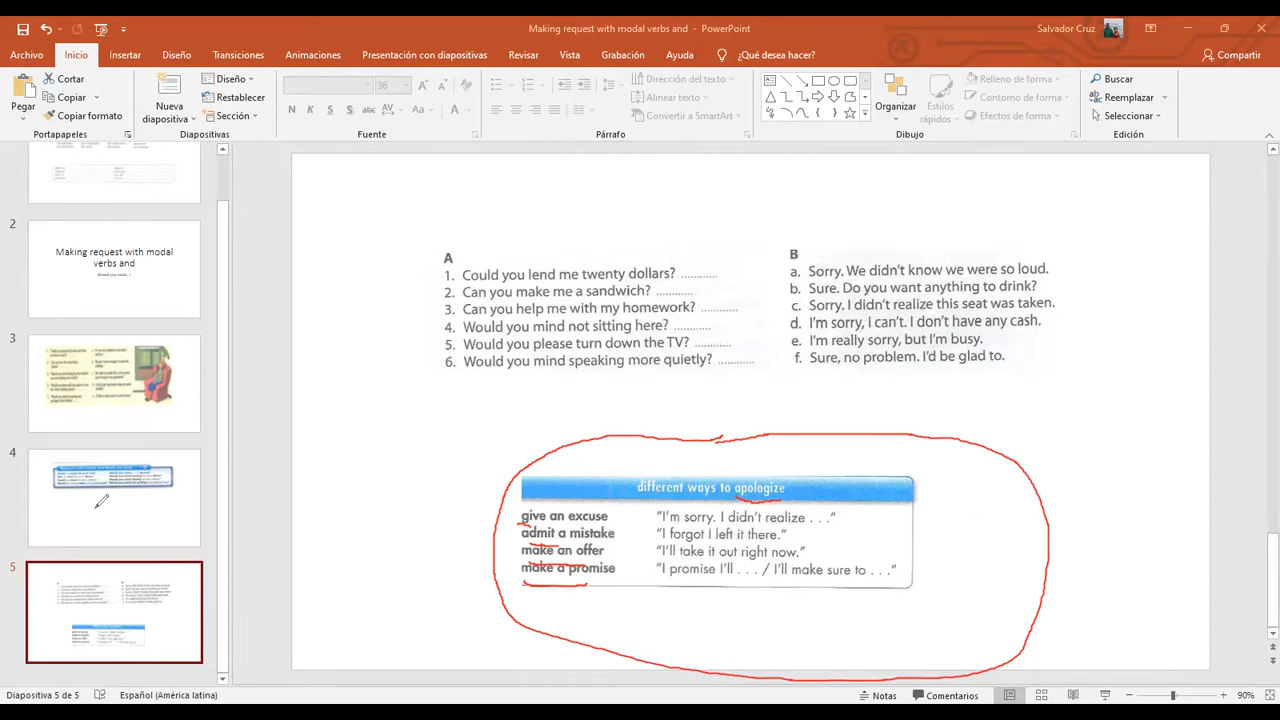 Making request with modal verbs and - PowerPoint
Salvador Cruz
Archivo Inicio Insertar Diseño Transiciones Animaciones Presentación con diapositivas Revisar Vista Grabación Ayuda ¿Qué desea hacer? Compartir
Pegar
Cortar
Copiar
Copiar formato
Portapapeles
Nueva diapositiva
Diseño
Restablecer
Sección
Diapositivas
36
Fuente
Párrafo
Dirección del texto
Alinear texto
Convertir a SmartArt
Organizar
Estilos rápidos
Relleno de forma
Contorno de forma
Efectos de forma
Dibujo
Buscar
Reemplazar
Seleccionar
Edición
2
Making request with modal
verbs and
3
4
5
A
1. Could you lend me twenty dollars? ...........
2. Can you make me a sandwich? ...........
3. Can you help me with my homework? ...........
4. Would you mind not sitting here? ...........
5. Would you please turn down the TV? ...........
6. Would you mind speaking more quietly? ...........
B
a. Sorry. We didn't know we were so loud.
b. Sure. Do you want anything to drink?
c. Sorry. I didn't realize this seat was taken.
d. I'm sorry, I can't. I don't have any cash.
e. I'm really sorry, but I'm busy.
f. Sure, no problem. I'd be glad to.
different ways to apologize
give an excuse "I'm sorry. I didn't realize . . ."
admit a mistake "I forgot I left it there."
make an offer "I'll take it out right now."
make a promise "I promise I'll . . . / I'll make sure to . . ."
Diapositiva 5 de 5 Español (América latina) Notas Comentarios 90%